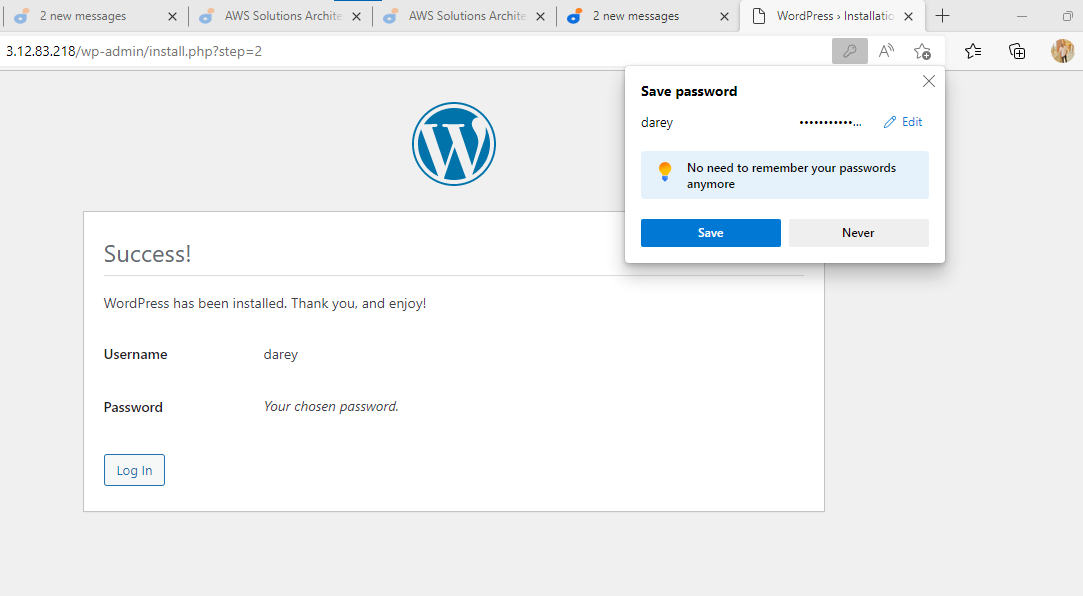 2 new messages
AWS Solutions Archite
AWS Solutions Archite
2 new messages
WordPress › Installatio
3.12.83.218/wp-admin/install.php?step=2
Save password
darey
••••••••••••...
Edit
No need to remember your passwords
anymore
Save
Never
Success!
WordPress has been installed. Thank you, and enjoy!
Username
darey
Password
Your chosen password.
Log In